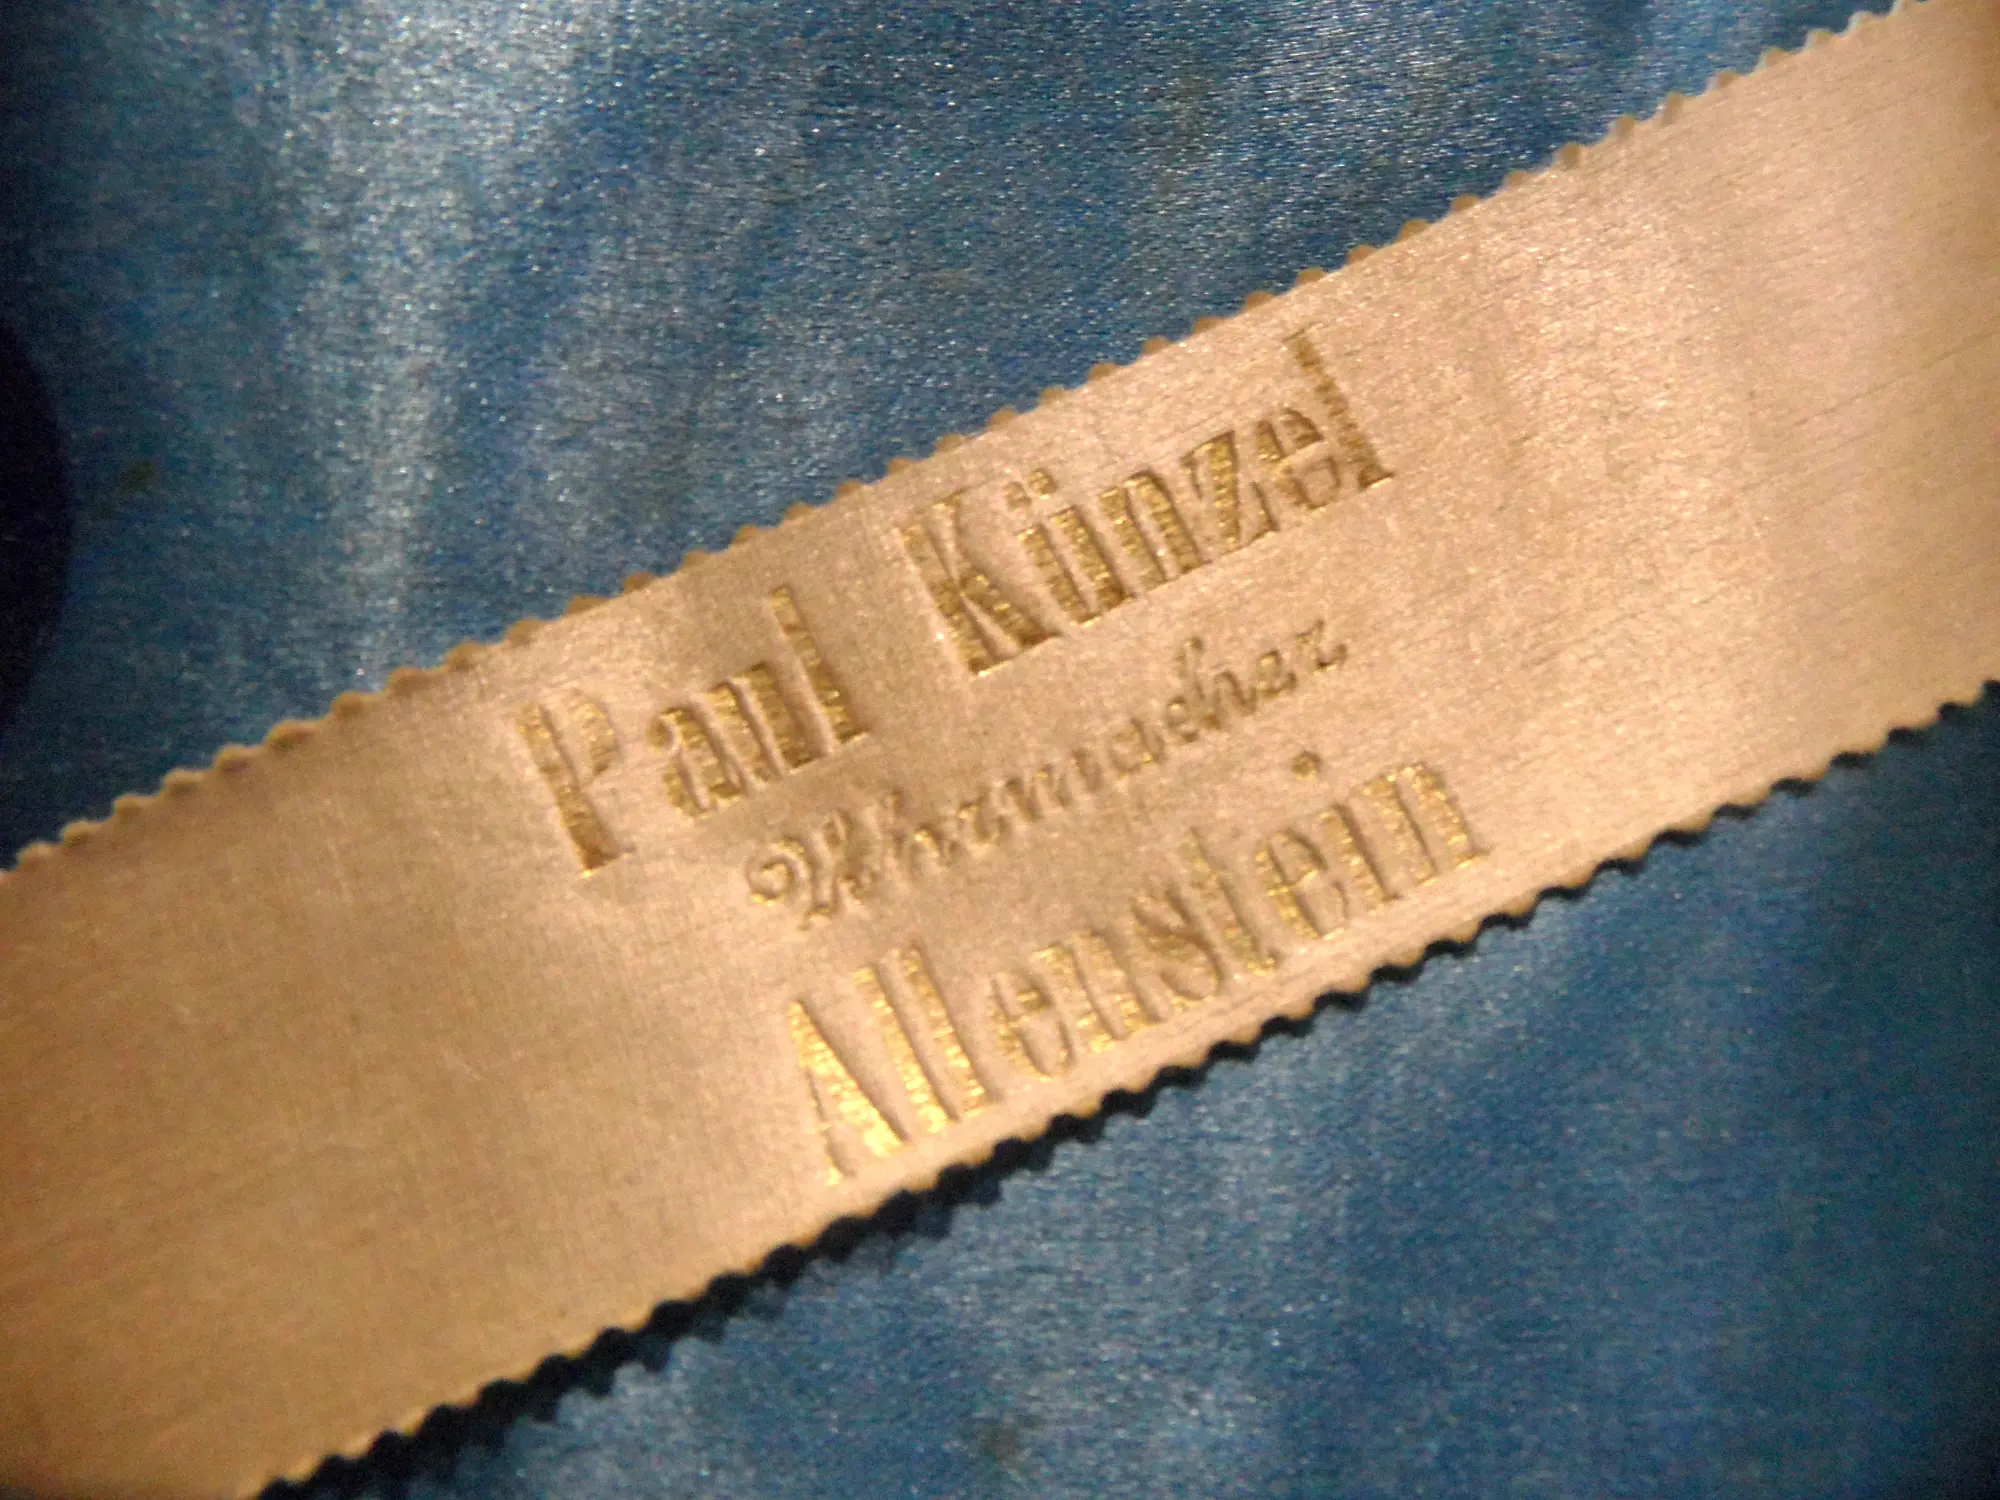 Paul Künzel
Uhrmacher
Allenstein